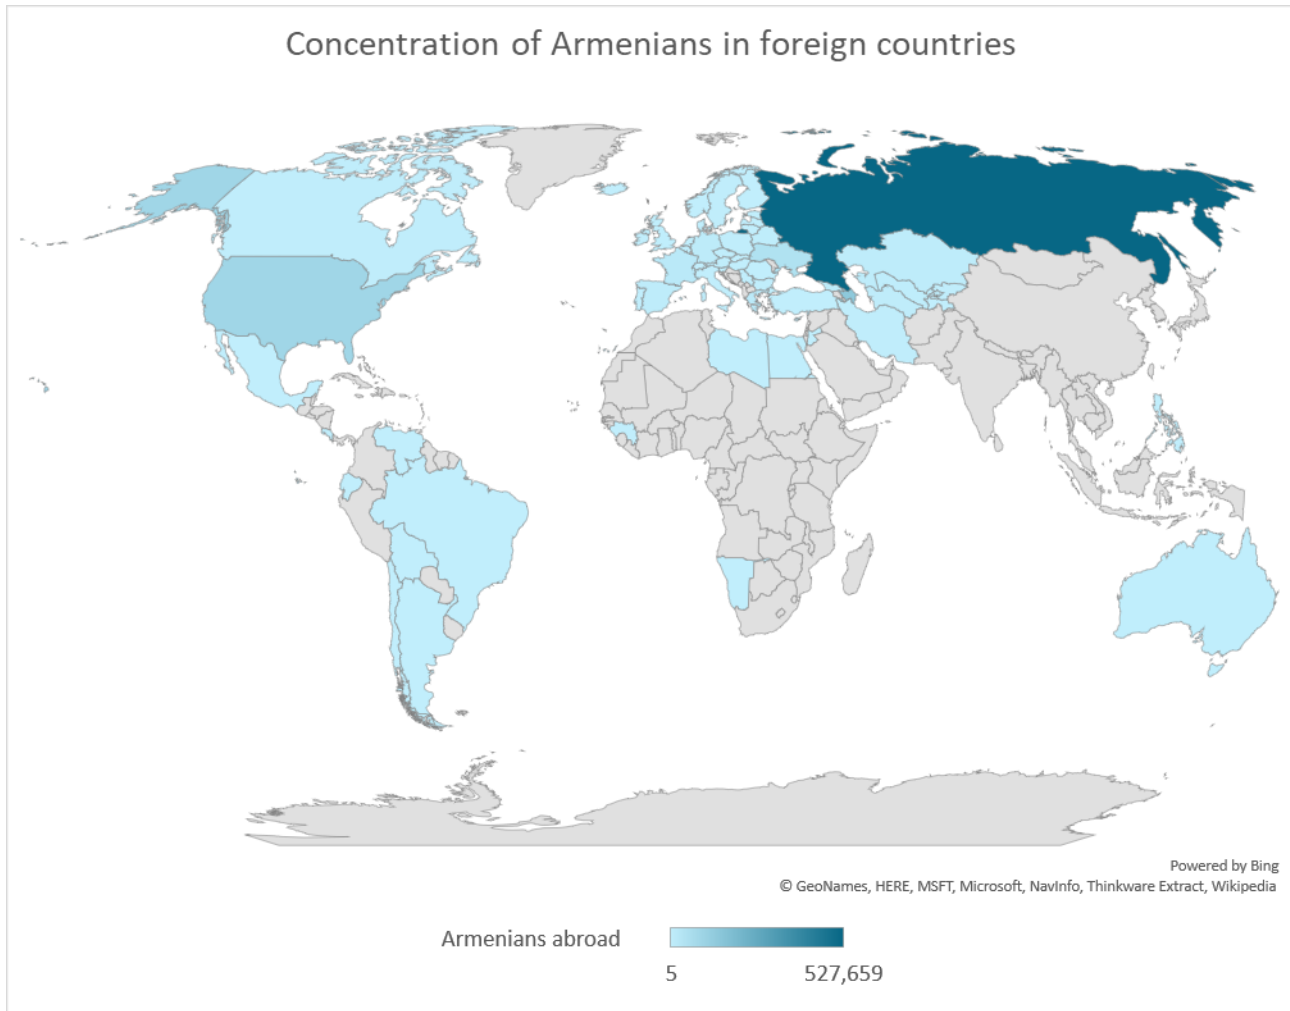 Concentration of Armenians in foreign countries
Powered by Bing
© GeoNames, HERE, MSFT, Microsoft, NavInfo, Thinkware Extract, Wikipedia
Armenians abroad
5
527,659